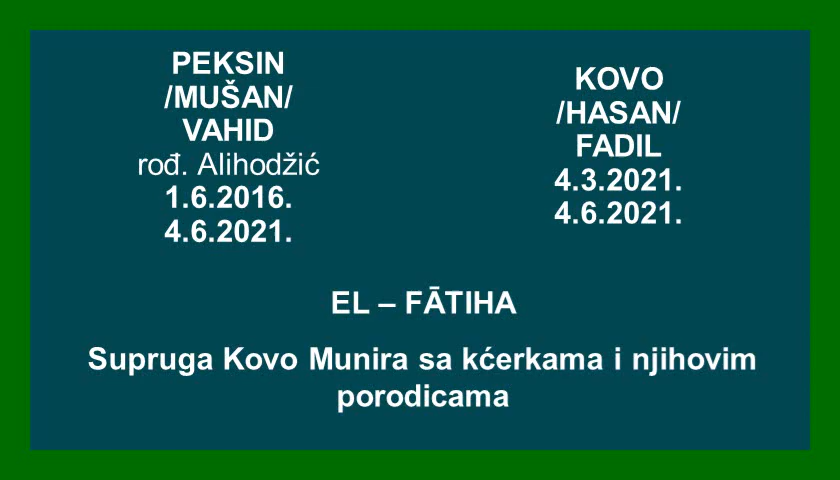 PEKSIN
/MUŠAN/
VAHID
rođ. Alihodžić
1.6.2016.
4.6.2021.
KOVO
/HASAN/
FADIL
4.3.2021.
4.6.2021.
EL – FĀTIHA
Supruga Kovo Munira sa kćerkama i njihovim
porodicama